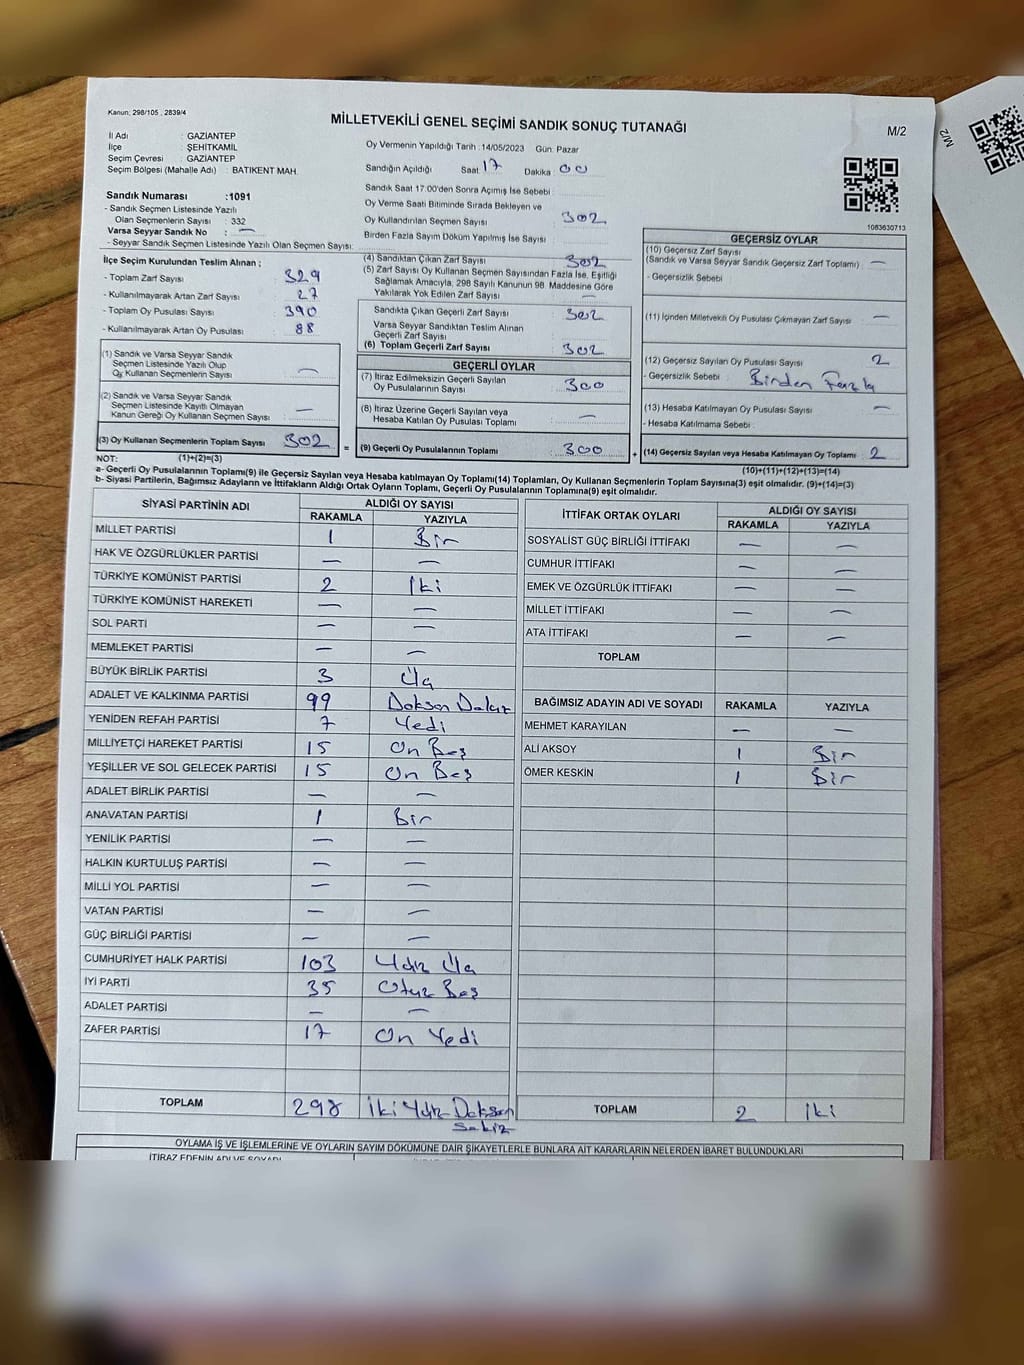 Kanun: 298/105 , 2839/4
MİLLETVEKİLİ GENEL SEÇİMİ SANDIK SONUÇ TUTANAĞI
M/2
M/2
İl Adı : GAZİANTEP
İlçe : ŞEHİTKAMİL
Seçim Çevresi : GAZİANTEP
Seçim Bölgesi (Mahalle Adı) : BATIKENT MAH.
Oy Vermenin Yapıldığı Tarih :14/05/2023 Gün: Pazar
Sandığın Açıldığı Saat 17 Dakika 00
Sandık Saat 17:00'den Sonra Açımış İse Sebebi
Oy Verme Saati Bitiminde Sırada Bekleyen ve
Oy Kullandırılan Seçmen Sayısı 302
Birden Fazla Sayım Döküm Yapılmış İse Sayısı
1083630713
Sandık Numarası :1091
- Sandık Seçmen Listesinde Yazılı
Olan Seçmenlerin Sayısı : 332
Varsa Seyyar Sandık No : —
- Seyyar Sandık Seçmen Listesinde Yazılı Olan Seçmen Sayısı:
İlçe Seçim Kurulundan Teslim Alınan ;
- Toplam Zarf Sayısı 329
- Kullanılmayarak Artan Zarf Sayısı 27
- Toplam Oy Pusulası Sayısı 390
- Kullanılmayarak Artan Oy Pusulası 88
(1) Sandık ve Varsa Seyyar Sandık
Seçmen Listesinde Yazılı Olup
Oy Kullanan Seçmenlerin Sayısı —
(2) Sandık ve Varsa Seyyar Sandık
Seçmen Listesinde Kayıtlı Olmayan
Kanun Gereği Oy Kullanan Seçmen Sayısı —
(3) Oy Kullanan Seçmenlerin Toplam Sayısı 302
(4) Sandıktan Çıkan Zarf Sayısı 302
(5) Zarf Sayısı Oy Kullanan Seçmen Sayısından Fazla İse, Eşitliği
Sağlamak Amacıyla, 298 Sayılı Kanunun 98. Maddesine Göre
Yakılarak Yok Edilen Zarf Sayısı —
Sandıkta Çıkan Geçerli Zarf Sayısı 302
Varsa Seyyar Sandıktan Teslim Alınan
Geçerli Zarf Sayısı
(6) Toplam Geçerli Zarf Sayısı 302
GEÇERLİ OYLAR
(7) İtiraz Edilmeksizin Geçerli Sayılan
Oy Pusulalarının Sayısı 300
(8) İtiraz Üzerine Geçerli Sayılan veya
Hesaba Katılan Oy Pusulası Toplamı —
= (9) Geçerli Oy Pusulalarının Toplamı 300
GEÇERSİZ OYLAR
(10) Geçersiz Zarf Sayısı
(Sandık ve Varsa Seyyar Sandık Geçersiz Zarf Toplamı) —
- Geçersizlik Sebebi
(11) İçinden Milletvekili Oy Pusulası Çıkmayan Zarf Sayısı —
(12) Geçersiz Sayılan Oy Pusulası Sayısı 2
- Geçersizlik Sebebi : Birden Fazla
(13) Hesaba Katılmayan Oy Pusulası Sayısı —
- Hesaba Katılmama Sebebi
+ (14) Geçersiz Sayılan veya Hesaba Katılmayan Oy Toplamı 2
NOT: (1)+(2)=(3)
(10)+(11)+(12)+(13)=(14)
a- Geçerli Oy Pusulalarının Toplamı(9) ile Geçersiz Sayılan veya Hesaba Katılmayan Oy Toplamı(14) Toplamları, Oy Kullanan Seçmenlerin Toplam Sayısına(3) eşit olmalıdır. (9)+(14)=(3)
b- Siyasi Partilerin, Bağımsız Adayların ve İttifakların Aldığı Ortak Oyların Toplamı, Geçerli Oy Pusulalarının Toplamına(9) eşit olmalıdır.
SİYASİ PARTİNİN ADI ALDIĞI OY SAYISI
RAKAMLA YAZIYLA
MİLLET PARTİSİ 1 Bir
HAK VE ÖZGÜRLÜKLER PARTİSİ — —
TÜRKİYE KOMÜNİST PARTİSİ 2 İki
TÜRKİYE KOMÜNİST HAREKETİ — —
SOL PARTİ — —
MEMLEKET PARTİSİ — —
BÜYÜK BİRLİK PARTİSİ 3 Üç
ADALET VE KALKINMA PARTİSİ 99 Doksan Dokuz
YENİDEN REFAH PARTİSİ 7 Yedi
MİLLİYETÇİ HAREKET PARTİSİ 15 On Beş
YEŞİLLER VE SOL GELECEK PARTİSİ 15 On Beş
ADALET BİRLİK PARTİSİ — —
ANAVATAN PARTİSİ 1 Bir
YENİLİK PARTİSİ — —
HALKIN KURTULUŞ PARTİSİ — —
MİLLİ YOL PARTİSİ — —
VATAN PARTİSİ — —
GÜÇ BİRLİĞİ PARTİSİ — —
CUMHURİYET HALK PARTİSİ 103 Yüz Üç
İYİ PARTİ 35 Otuz Beş
ADALET PARTİSİ — —
ZAFER PARTİSİ 17 On Yedi
TOPLAM 298 İki Yüz Doksan
Sekiz
İTTİFAK ORTAK OYLARI ALDIĞI OY SAYISI
RAKAMLA YAZIYLA
SOSYALİST GÜÇ BİRLİĞİ İTTİFAKI — —
CUMHUR İTTİFAKI — —
EMEK VE ÖZGÜRLÜK İTTİFAKI — —
MİLLET İTTİFAKI — —
ATA İTTİFAKI — —
TOPLAM
BAĞIMSIZ ADAYIN ADI VE SOYADI RAKAMLA YAZIYLA
MEHMET KARAYILAN — —
ALİ AKSOY 1 Bir
ÖMER KESKİN 1 Bir
TOPLAM 2 İki
OYLAMA İŞ VE İŞLEMLERİNE VE OYLARIN SAYIM DÖKÜMÜNE DAİR ŞİKAYETLERLE BUNLARA AİT KARARLARIN NELERDEN İBARET BULUNDUKLARI
İTİRAZ EDENİN ADI VE SOYADI